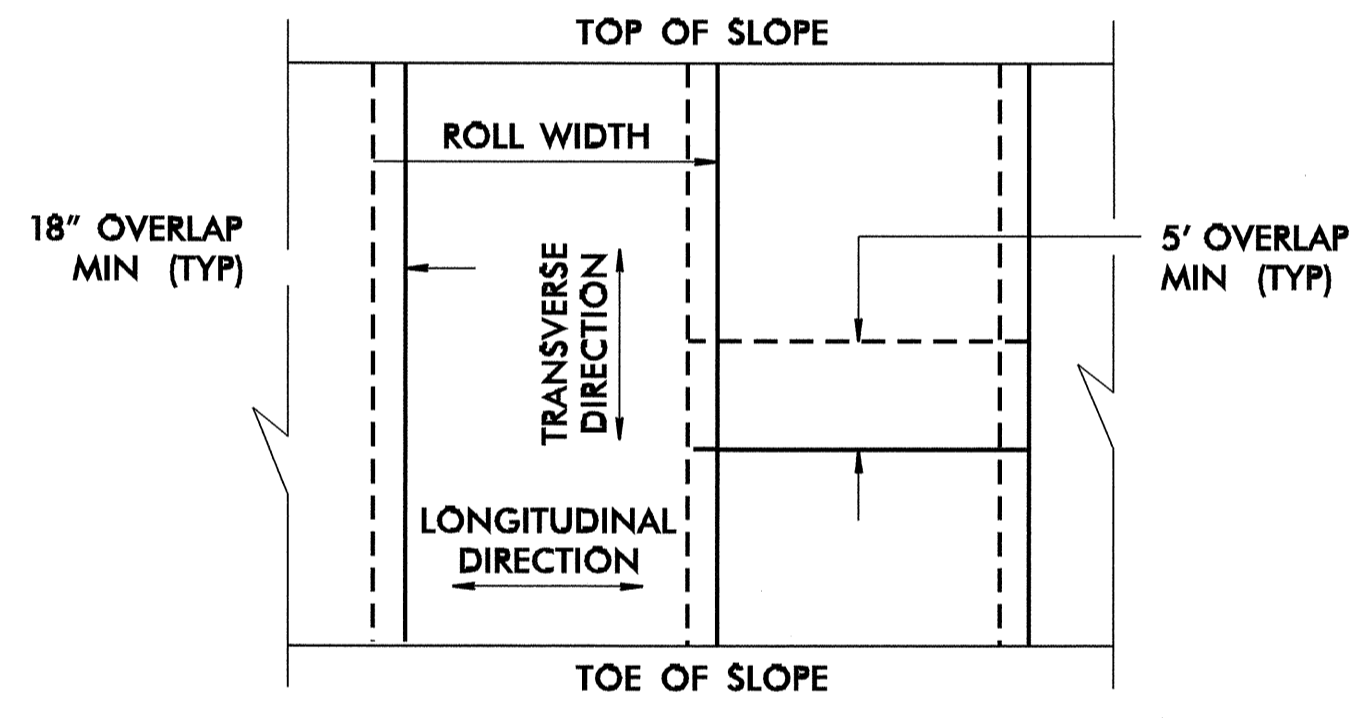 TOP OF SLOPE
ROLL WIDTH
18" OVERLAP
MIN (TYP)
5' OVERLAP
MIN (TYP)
TRANSVERSE
DIRECTION
LONGITUDINAL
DIRECTION
TOE OF SLOPE